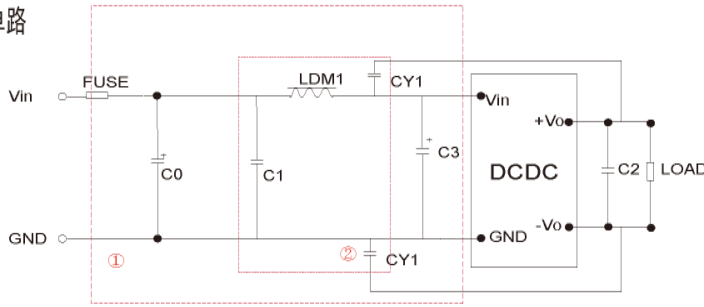 路
FUSE
LDM1
CY1
Vin
Vin
+Vo
C0
C1
C3
DCDC
C2
LOAD
-Vo
GND
GND
①
②
CY1